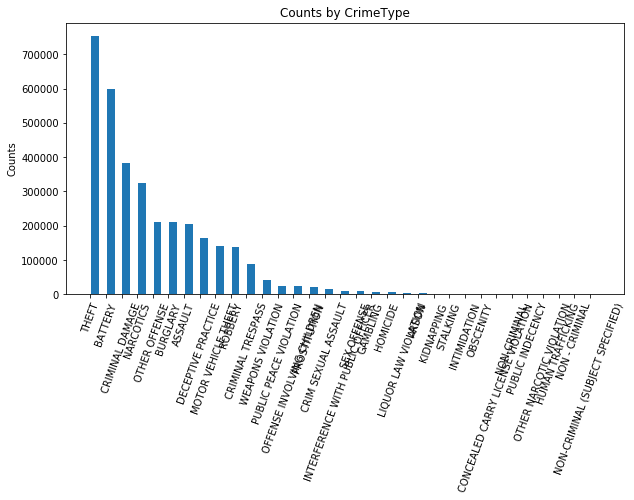 Counts by CrimeType
Counts
700000
600000
500000
400000
300000
200000
100000
0
THEFT
BATTERY
CRIMINAL DAMAGE
NARCOTICS
OTHER OFFENSE
BURGLARY
ASSAULT
DECEPTIVE PRACTICE
MOTOR VEHICLE THEFT
ROBBERY
CRIMINAL TRESPASS
WEAPONS VIOLATION
PUBLIC PEACE VIOLATION
OFFENSE INVOLVING CHILDREN
PROSTITUTION
CRIM SEXUAL ASSAULT
INTERFERENCE WITH PUBLIC OFFICER
SEX OFFENSE
GAMBLING
HOMICIDE
LIQUOR LAW VIOLATION
ARSON
KIDNAPPING
STALKING
INTIMIDATION
OBSCENITY
CONCEALED CARRY LICENSE VIOLATION
NON-CRIMINAL
PUBLIC INDECENCY
OTHER NARCOTIC VIOLATION
HUMAN TRAFFICKING
NON - CRIMINAL
NON-CRIMINAL (SUBJECT SPECIFIED)